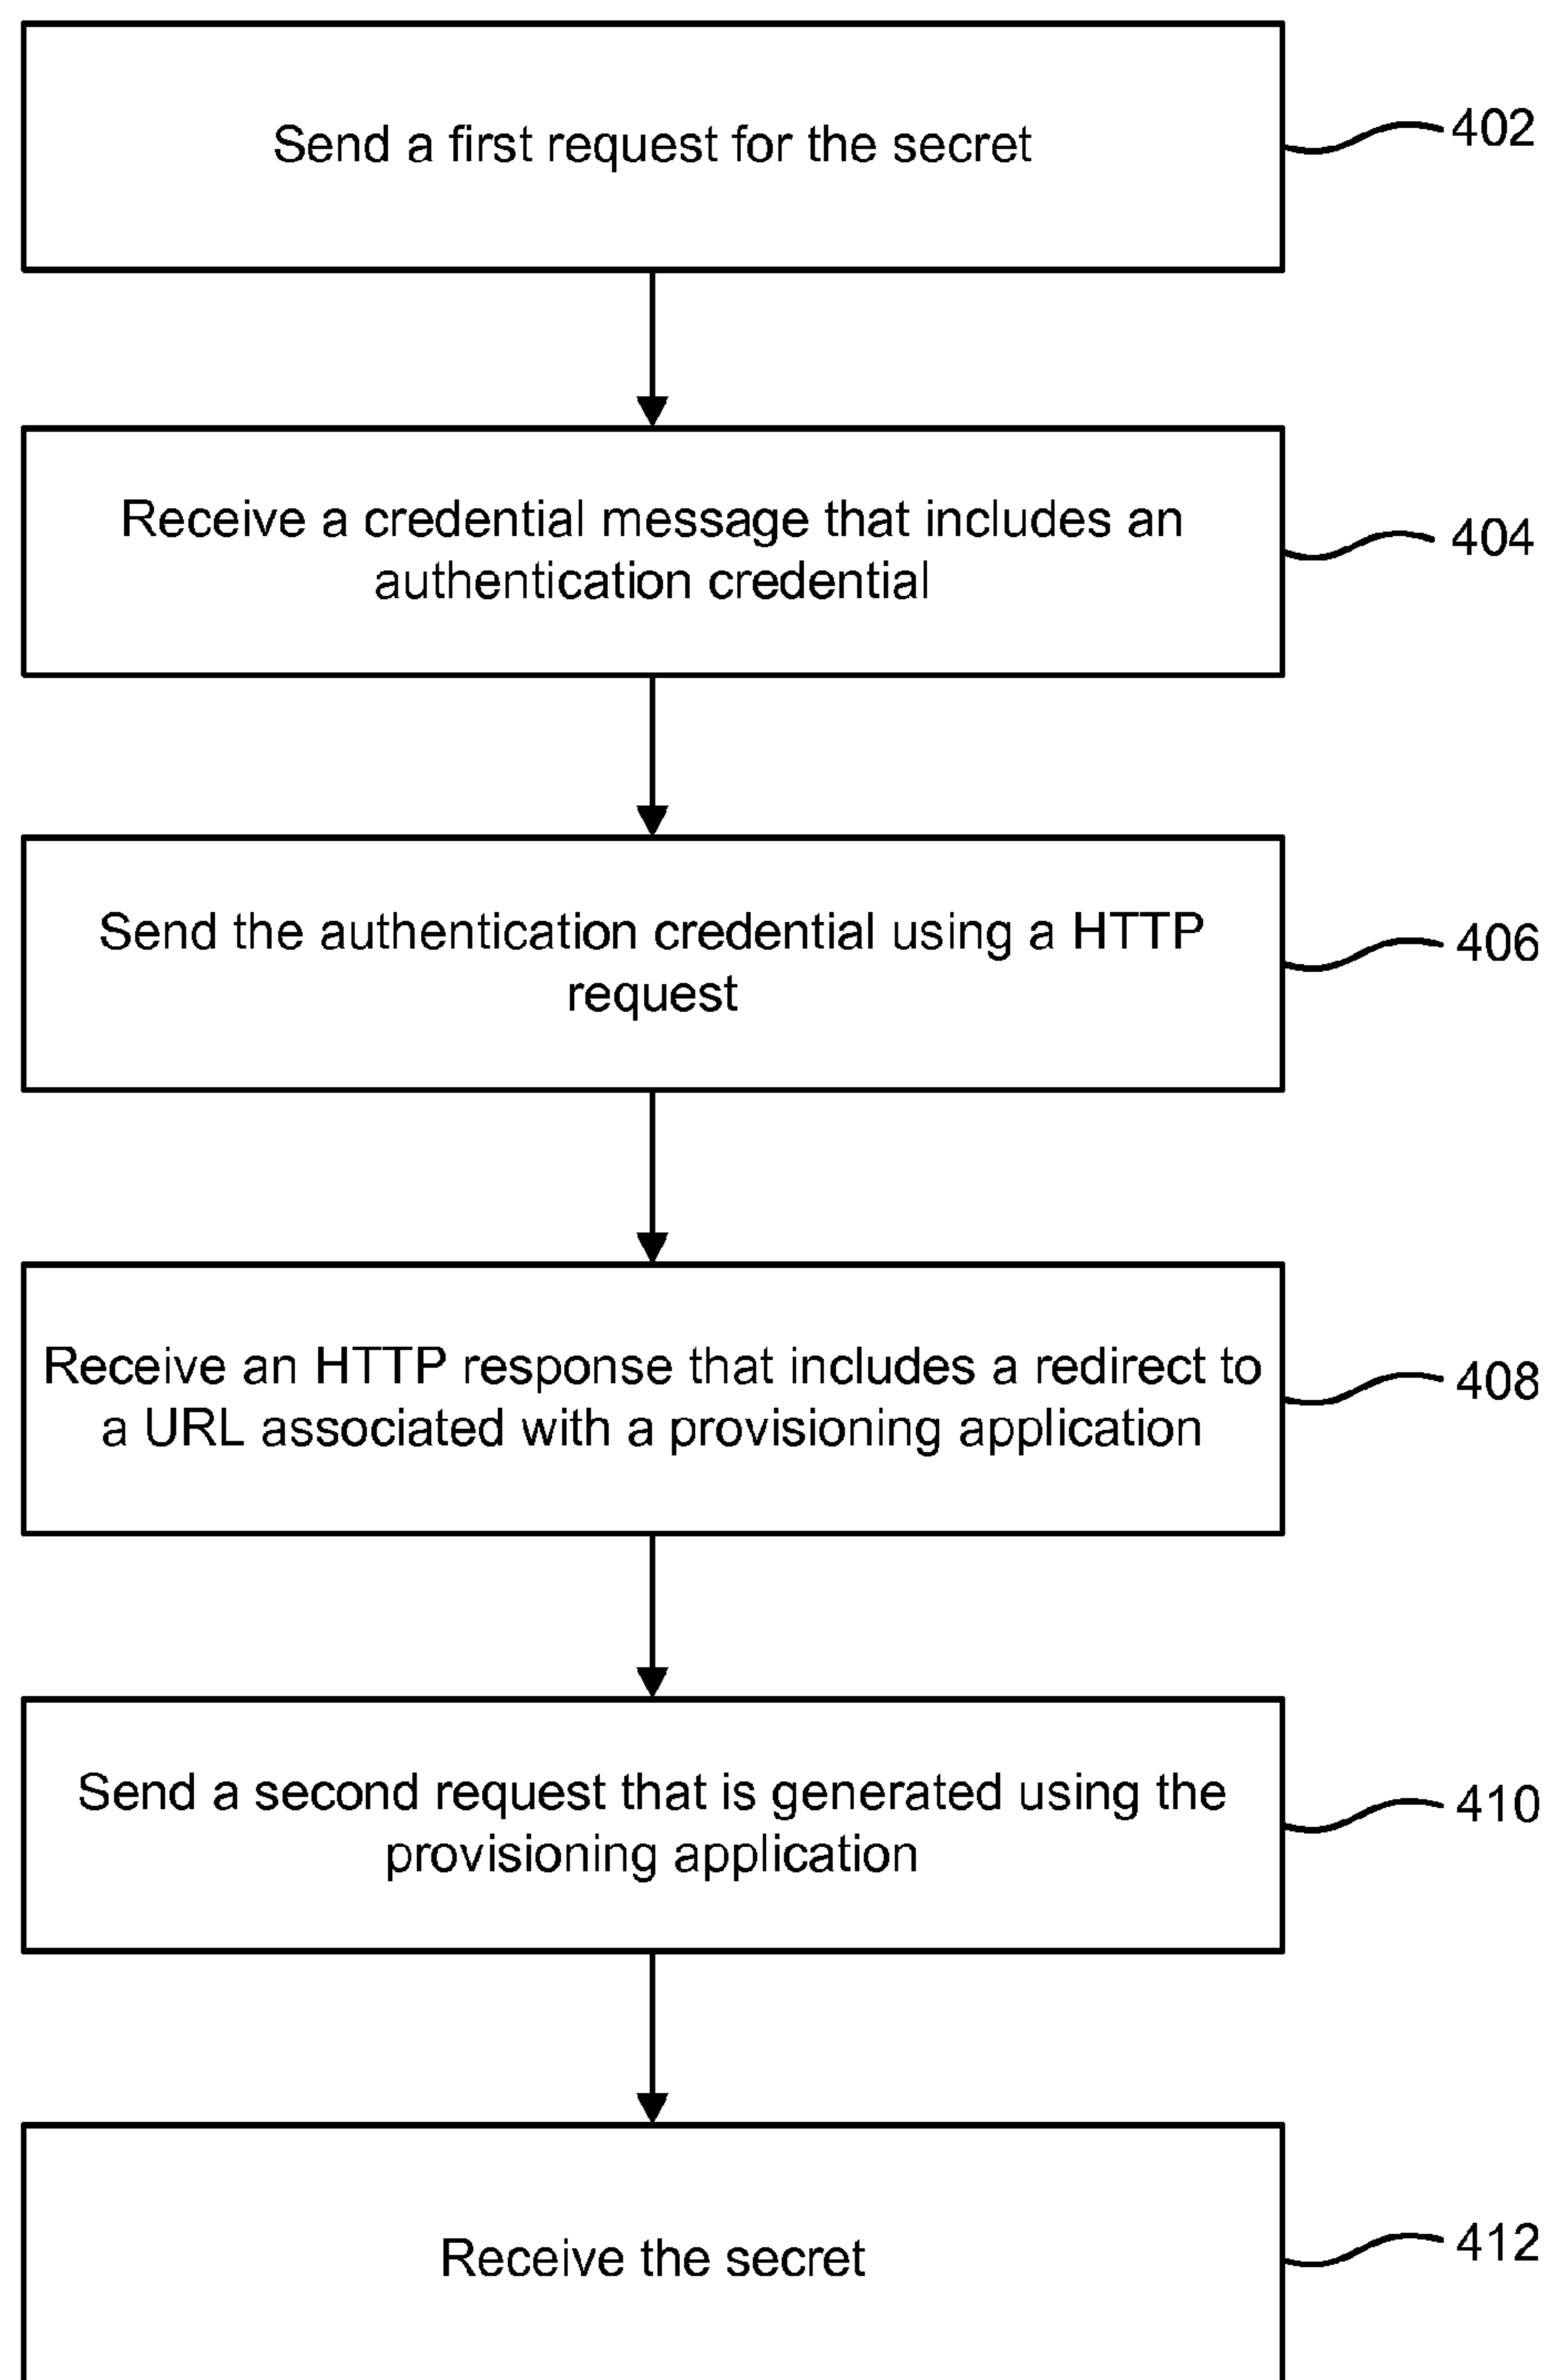 Send a first request for the secret
402
Receive a credential message that includes an
authentication credential
404
Send the authentication credential using a HTTP
request
406
Receive an HTTP response that includes a redirect to
a URL associated with a provisioning application
408
Send a second request that is generated using the
provisioning application
410
Receive the secret
412